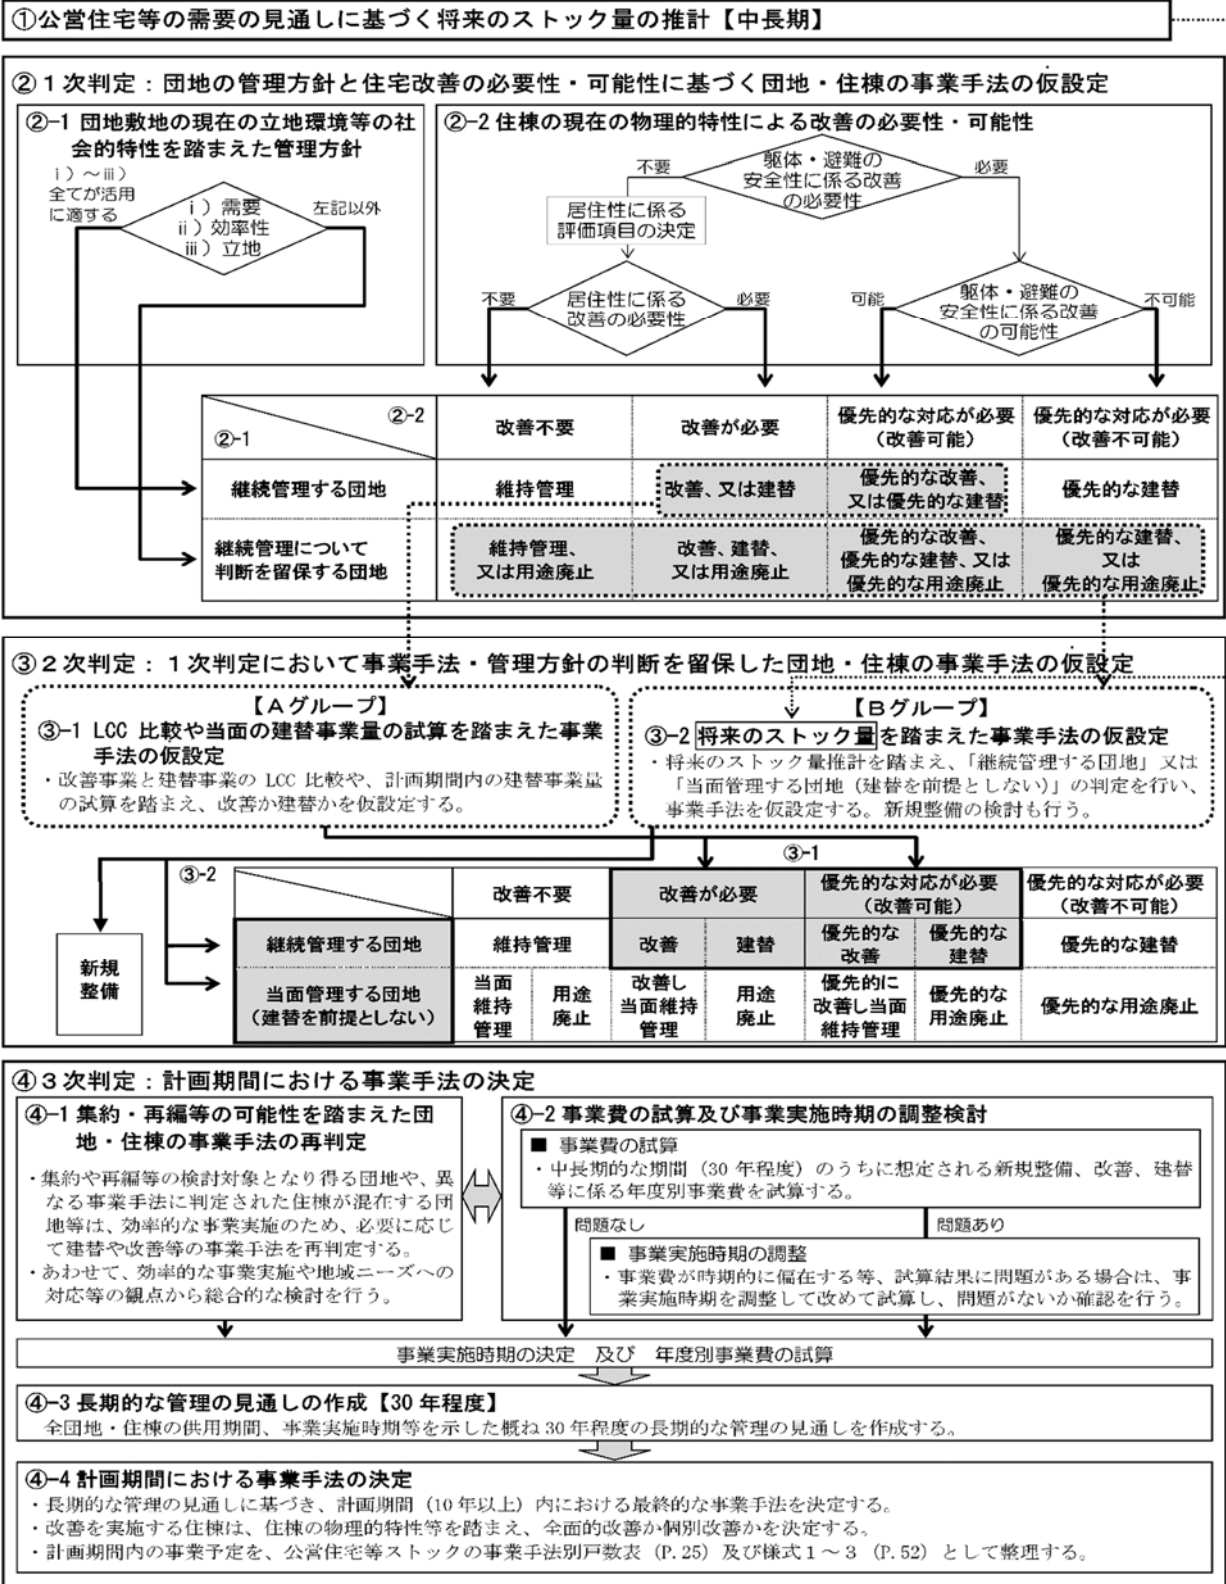 ①公営住宅等の需要の見通しに基づく将来のストック量の推計【中長期】
②１次判定：団地の管理方針と住宅改善の必要性・可能性に基づく団地・住棟の事業手法の仮設定
②-1 団地敷地の現在の立地環境等の社
会的特性を踏まえた管理方針
ⅰ）～ⅲ）
全てが活用
に適する
ⅰ）需要
ⅱ）効率性
ⅲ）立地
左記以外
②-2 住棟の現在の物理的特性による改善の必要性・可能性
不要
躯体・避難の
安全性に係る改善
の必要性
必要
居住性に係る
評価項目の決定
不要
居住性に係る
改善の必要性
必要
可能
躯体・避難の
安全性に係る改善
の可能性
不可能
②-2
②-1
改善不要
改善が必要
優先的な対応が必要
（改善可能）
優先的な対応が必要
（改善不可能）
継続管理する団地
維持管理
改善、又は建替
優先的な改善、
又は優先的な建替
優先的な建替
継続管理について
判断を留保する団地
維持管理、
又は用途廃止
改善、建替、
又は用途廃止
優先的な改善、
優先的な建替、又は
優先的な用途廃止
優先的な建替、
又は
優先的な用途廃止
③２次判定：１次判定において事業手法・管理方針の判断を留保した団地・住棟の事業手法の仮設定
【Ａグループ】
③-1 LCC 比較や当面の建替事業量の試算を踏まえた事業
手法の仮設定
・改善事業と建替事業の LCC 比較や、計画期間内の建替事業量
の試算を踏まえ、改善か建替かを仮設定する。
【Ｂグループ】
③-2 将来のストック量を踏まえた事業手法の仮設定
・将来のストック量推計を踏まえ、「継続管理する団地」又は
「当面管理する団地（建替を前提としない）」の判定を行い、
事業手法を仮設定する。新規整備の検討も行う。
③-2
③-1
新規
整備
改善不要
改善が必要
優先的な対応が必要
（改善可能）
優先的な対応が必要
（改善不可能）
継続管理する団地
維持管理
改善
建替
優先的な
改善
優先的な
建替
優先的な建替
当面管理する団地
（建替を前提としない）
当面
維持
管理
用途
廃止
改善し
当面維持
管理
用途
廃止
優先的に
改善し当面
維持管理
優先的な
用途廃止
優先的な用途廃止
④３次判定：計画期間における事業手法の決定
④-1 集約・再編等の可能性を踏まえた団
地・住棟の事業手法の再判定
・集約や再編等の検討対象となり得る団地や、異
なる事業手法に判定された住棟が混在する団
地等は、効率的な事業実施のため、必要に応じ
て建替や改善等の事業手法を再判定する。
・あわせて、効率的な事業実施や地域ニーズへの
対応等の観点から総合的な検討を行う。
④-2 事業費の試算及び事業実施時期の調整検討
■ 事業費の試算
・中長期的な期間（30 年程度）のうちに想定される新規整備、改善、建替
等に係る年度別事業費を試算する。
問題なし
問題あり
■ 事業実施時期の調整
・事業費が時期的に偏在する等、試算結果に問題がある場合は、事
業実施時期を調整して改めて試算し、問題がないか確認を行う。
事業実施時期の決定　及び　年度別事業費の試算
④-3 長期的な管理の見通しの作成【30 年程度】
全団地・住棟の供用期間、事業実施時期等を示した概ね 30 年程度の長期的な管理の見通しを作成する。
④-4 計画期間における事業手法の決定
・長期的な管理の見通しに基づき、計画期間（10 年以上）内における最終的な事業手法を決定する。
・改善を実施する住棟は、住棟の物理的特性等を踏まえ、全面的改善か個別改善かを決定する。
・計画期間内の事業予定を、公営住宅等ストックの事業手法別戸数表（P.25）及び様式１～３（P.52）として整理する。